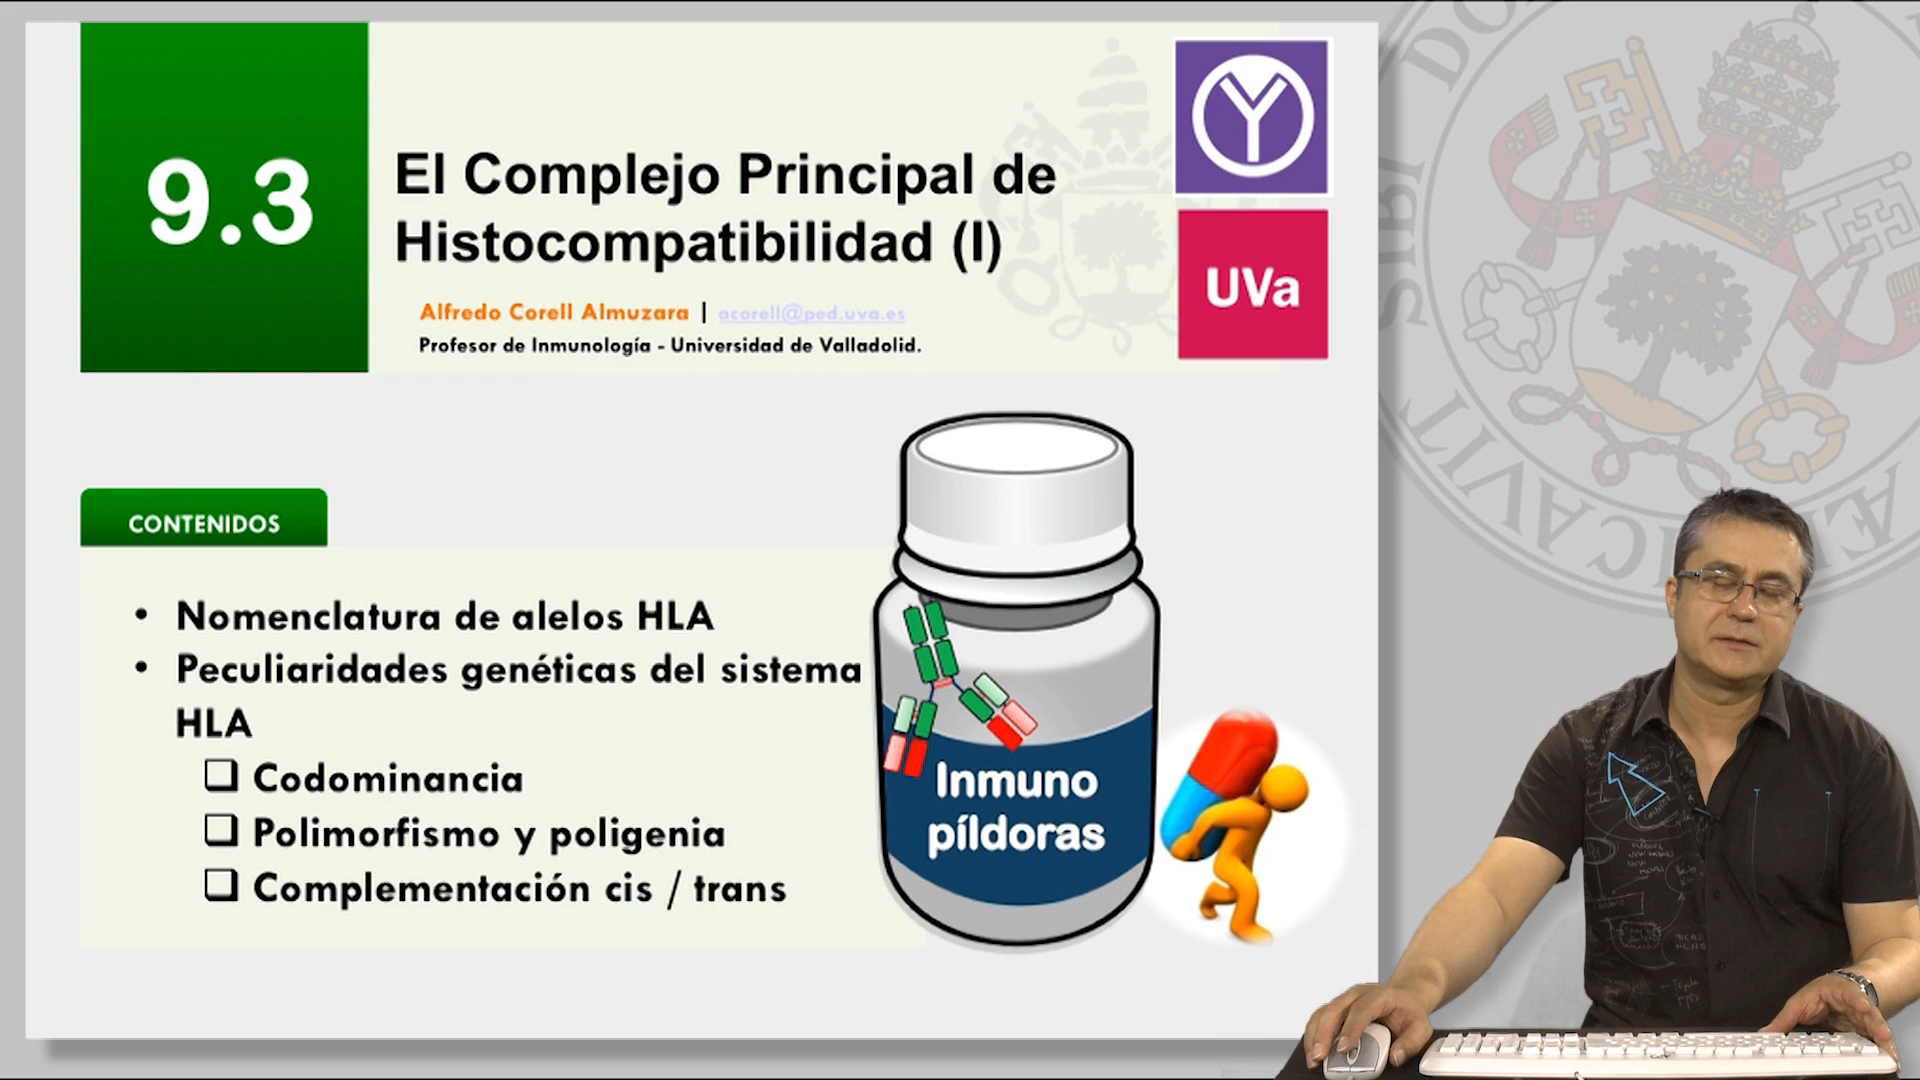 9.3
El Complejo Principal de
Histocompatibilidad (I)
Alfredo Corell Almuzara | acorell@ped.uva.es
Profesor de Inmunología - Universidad de Valladolid.
Y
UVa
CONTENIDOS
• Nomenclatura de alelos HLA
• Peculiaridades genéticas del sistema
HLA
❑ Codominancia
❑ Polimorfismo y poligenia
❑ Complementación cis / trans
Inmuno
píldoras